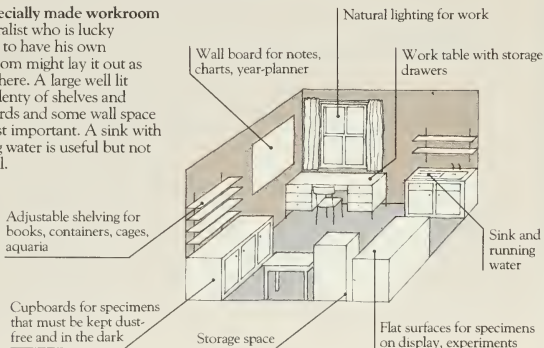 ecially made workroom
ralist who is lucky
to have his own
om might lay it out as
here. A large well lit
lenty of shelves and
rds and some wall space
st important. A sink with
g water is useful but not
l.
Natural lighting for work
Wall board for notes,
charts, year-planner
Work table with storage
drawers
Adjustable shelving for
books, containers, cages,
aquaria
Sink and
running
water
Cupboards for specimens
that must be kept dust-
free and in the dark
Storage space
Flat surfaces for specimens
on display, experiments